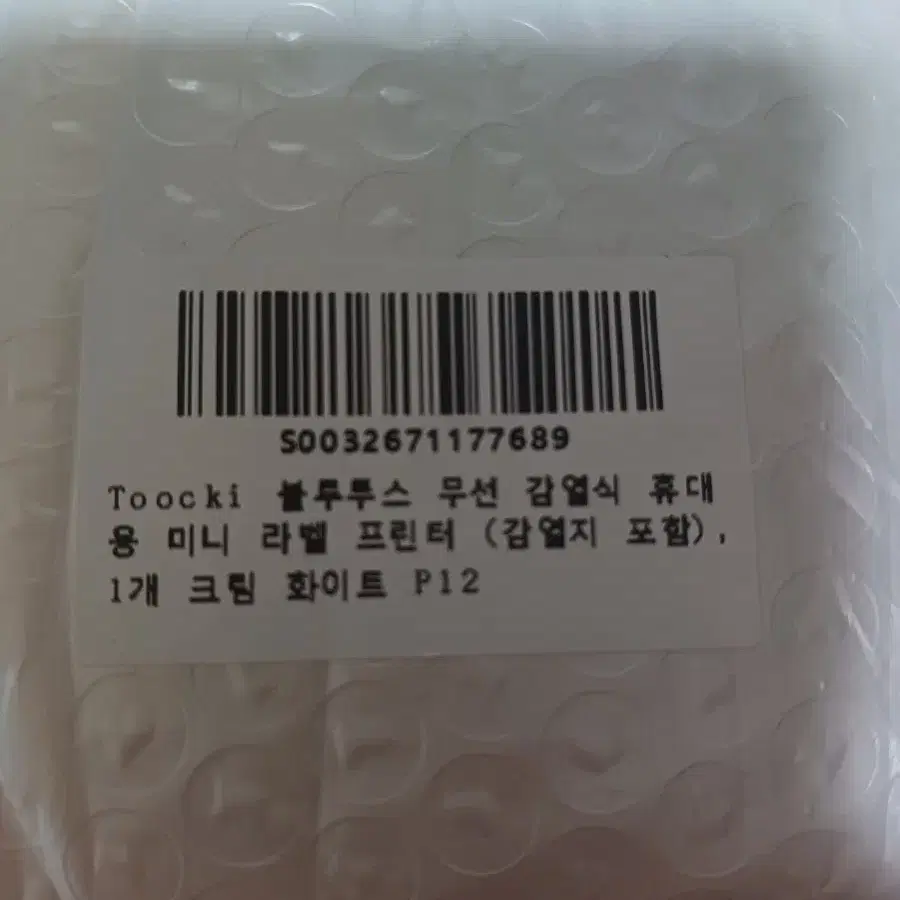 S0032671177689
Toocki 블루투스 무선 감열식 휴대
용 미니 라벨 프린터 (감열지 포함),
1개 크림 화이트 P12